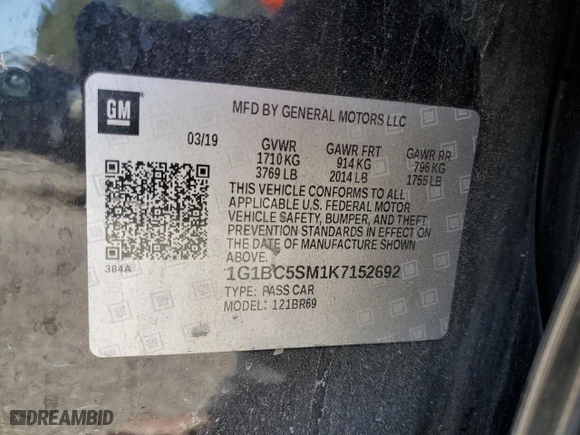 GM
MFD BY GENERAL MOTORS LLC
03/19
GVWR GAWR FRT GAWR RR
1710 KG 914 KG 796 KG
3769 LB 2014 LB 1755 LB
THIS VEHICLE CONFORMS TO ALL
APPLICABLE U.S. FEDERAL MOTOR
VEHICLE SAFETY, BUMPER, AND THEFT
PREVENTION STANDARDS IN EFFECT ON
THE DATE OF MANUFACTURE SHOWN
ABOVE.
384A
1G1BC5SM1K7152692
TYPE: PASS CAR
MODEL: 121BR69
DREAMBID